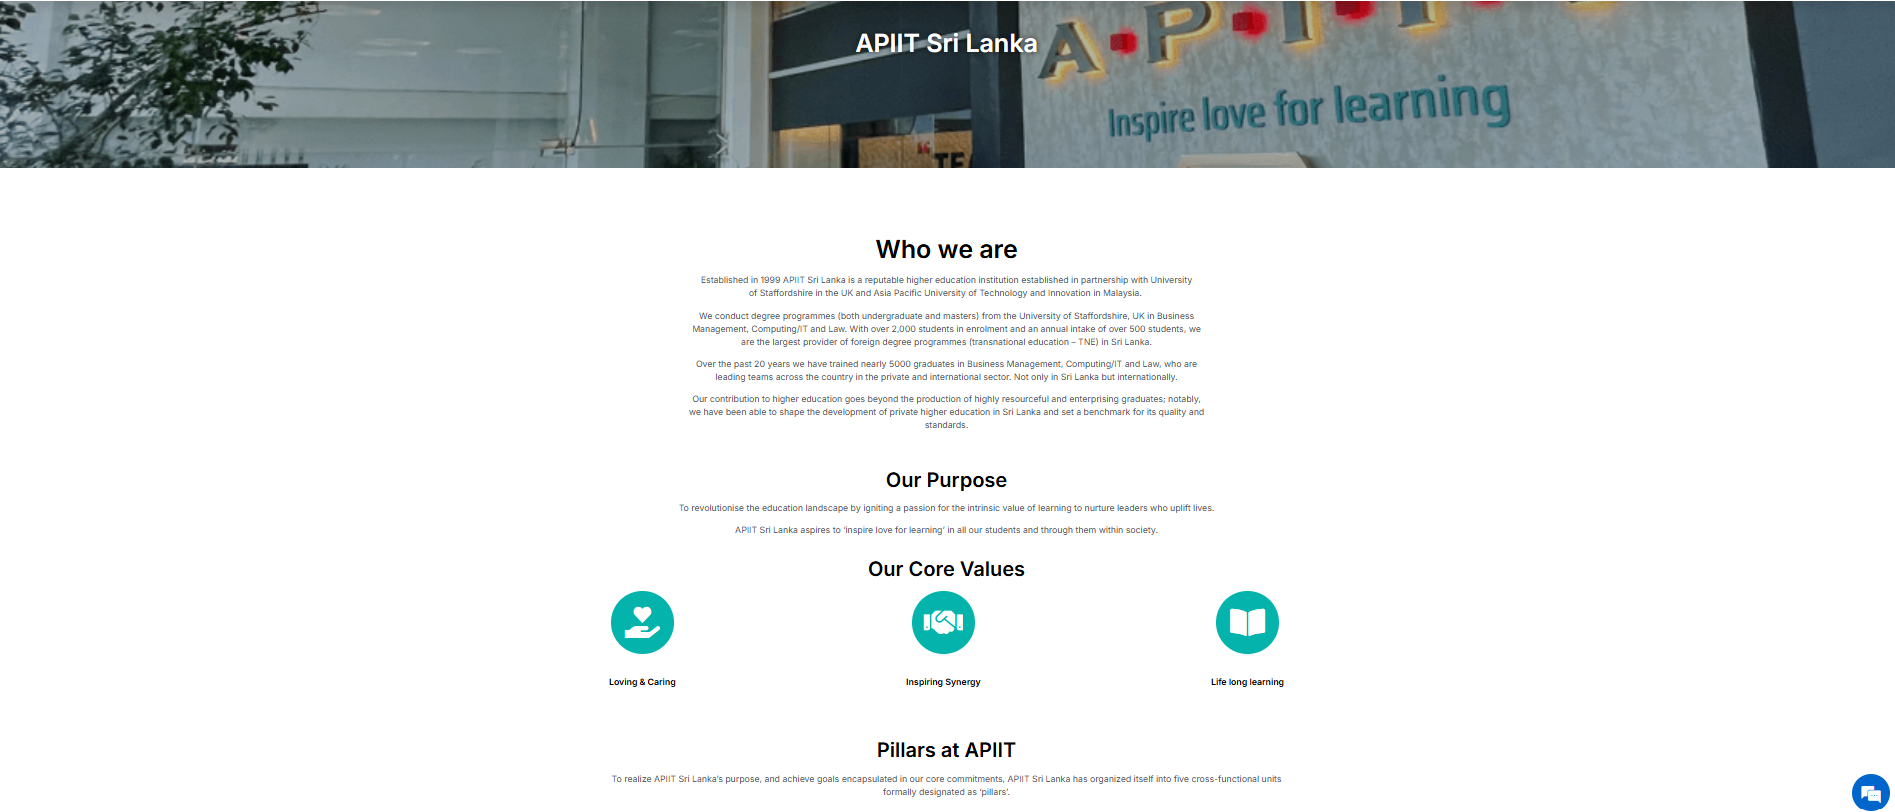 APIIT Sri Lanka
A·P·I·I·T
Inspire love for learning
TE
Who we are
Established in 1999 APIIT Sri Lanka is a reputable higher education institution established in partnership with University
of Staffordshire in the UK and Asia Pacific University of Technology and Innovation in Malaysia.
We conduct degree programmes (both undergraduate and masters) from the University of Staffordshire, UK in Business
Management, Computing/IT and Law. With over 2,000 students in enrolment and an annual intake of over 500 students, we
are the largest provider of foreign degree programmes (transnational education – TNE) in Sri Lanka.
Over the past 20 years we have trained nearly 5000 graduates in Business Management, Computing/IT and Law, who are
leading teams across the country in the private and international sector. Not only in Sri Lanka but internationally.
Our contribution to higher education goes beyond the production of highly resourceful and enterprising graduates; notably,
we have been able to shape the development of private higher education in Sri Lanka and set a benchmark for its quality and
standards.
Our Purpose
To revolutionise the education landscape by igniting a passion for the intrinsic value of learning to nurture leaders who uplift lives.
APIIT Sri Lanka aspires to ‘inspire love for learning’ in all our students and through them within society.
Our Core Values
Loving & Caring
Inspiring Synergy
Life long learning
Pillars at APIIT
To realize APIIT Sri Lanka’s purpose, and achieve goals encapsulated in our core commitments, APIIT Sri Lanka has organized itself into five cross-functional units
formally designated as ‘pillars’.